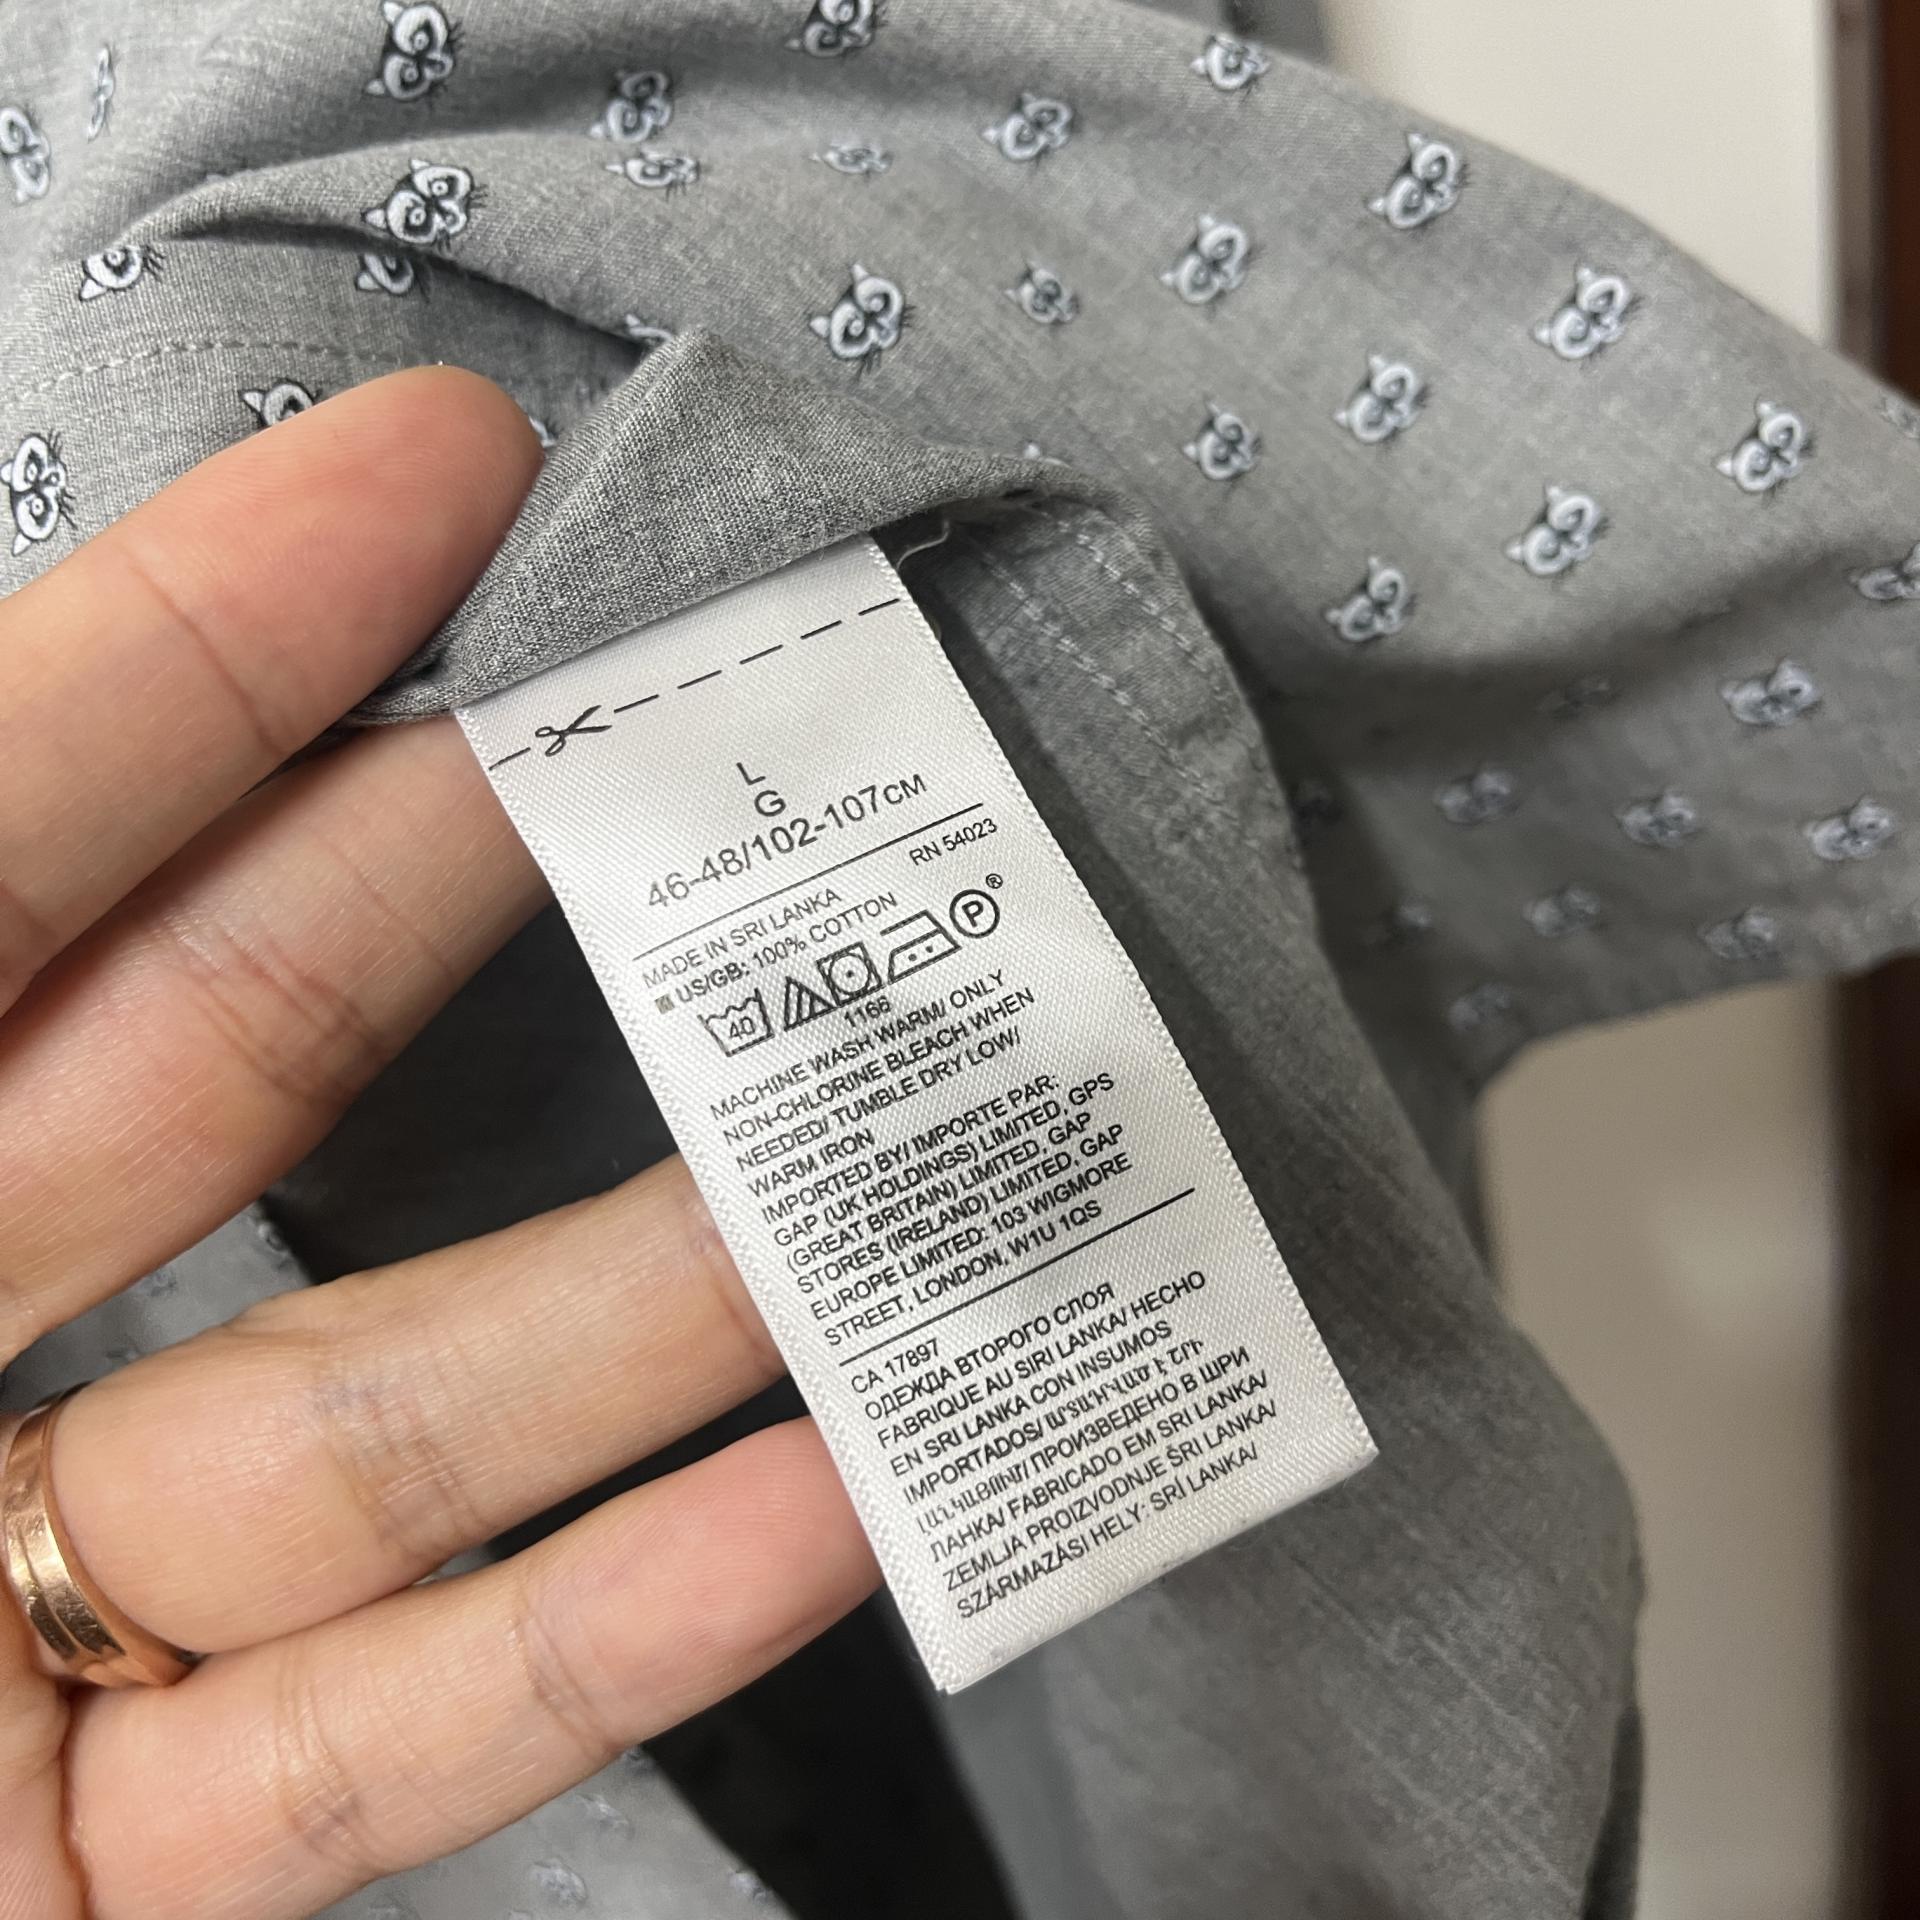 L
G
46-48/102-107CM
RN 54023
MADE IN SRI LANKA
US/GB: 100% COTTON
40
P®
1166
MACHINE WASH WARM/ ONLY
NON-CHLORINE BLEACH WHEN
NEEDED/ TUMBLE DRY LOW/
WARM IRON
IMPORTED BY/ IMPORTE PAR:
GAP (UK HOLDINGS) LIMITED, GPS
(GREAT BRITAIN) LIMITED, GAP
STORES (IRELAND) LIMITED, GAP
EUROPE LIMITED: 103 WIGMORE
STREET, LONDON, W1U 1QS
CA 17897
ОДЕЖДА ВТОРОГО СЛОЯ
FABRIQUE AU SIRI LANKA/ HECHO
EN SRI LANKA CON INSUMOS
IMPORTADOS/ ԱՐՏԱԴՐՎԱԾ Է ՇՐԻ
ԼԱՆԿԱՅՈՒՄ/ ПРОИЗВЕДЕНО В ШРИ
ЛАНКА/ FABRICADO EM SRI LANKA/
ZEMLJA PROIZVODNJE ŠRI LANKA/
SZÁRMAZÁSI HELY: SRÍ LANKA/